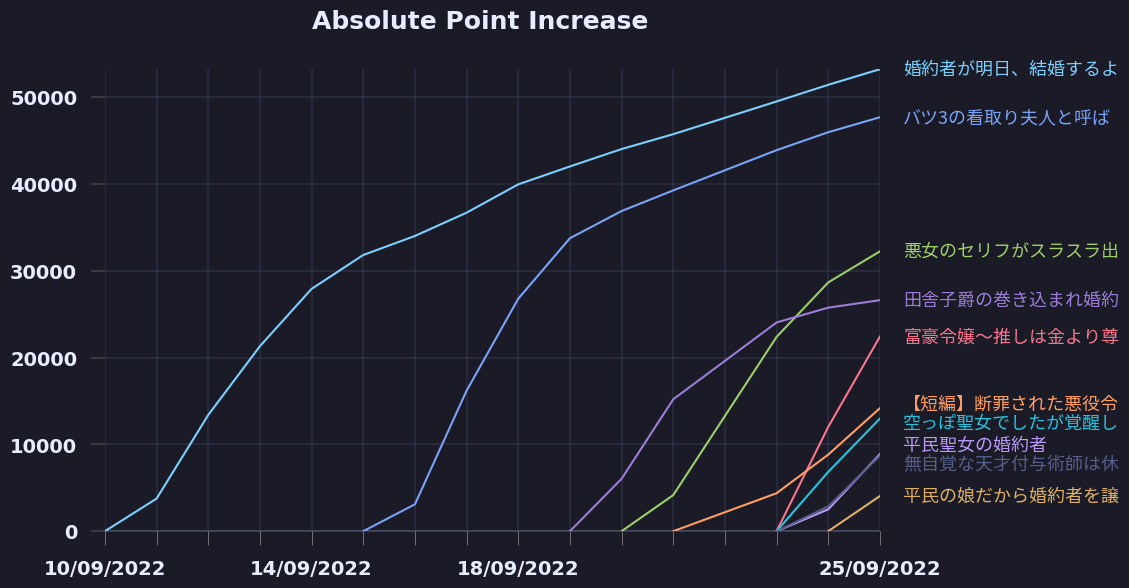 Absolute Point Increase
50000
40000
30000
20000
10000
0
10/09/2022
14/09/2022
18/09/2022
25/09/2022
婚約者が明日、結婚するよ
バツ3の看取り夫人と呼ば
悪女のセリフがスラスラ出
田舎子爵の巻き込まれ婚約
富豪令嬢～推しは金より尊
【短編】断罪された悪役令
空っぽ聖女でしたが覚醒し
平民聖女の婚約者
無自覚な天才付与術師は休
平民の娘だから婚約者を譲